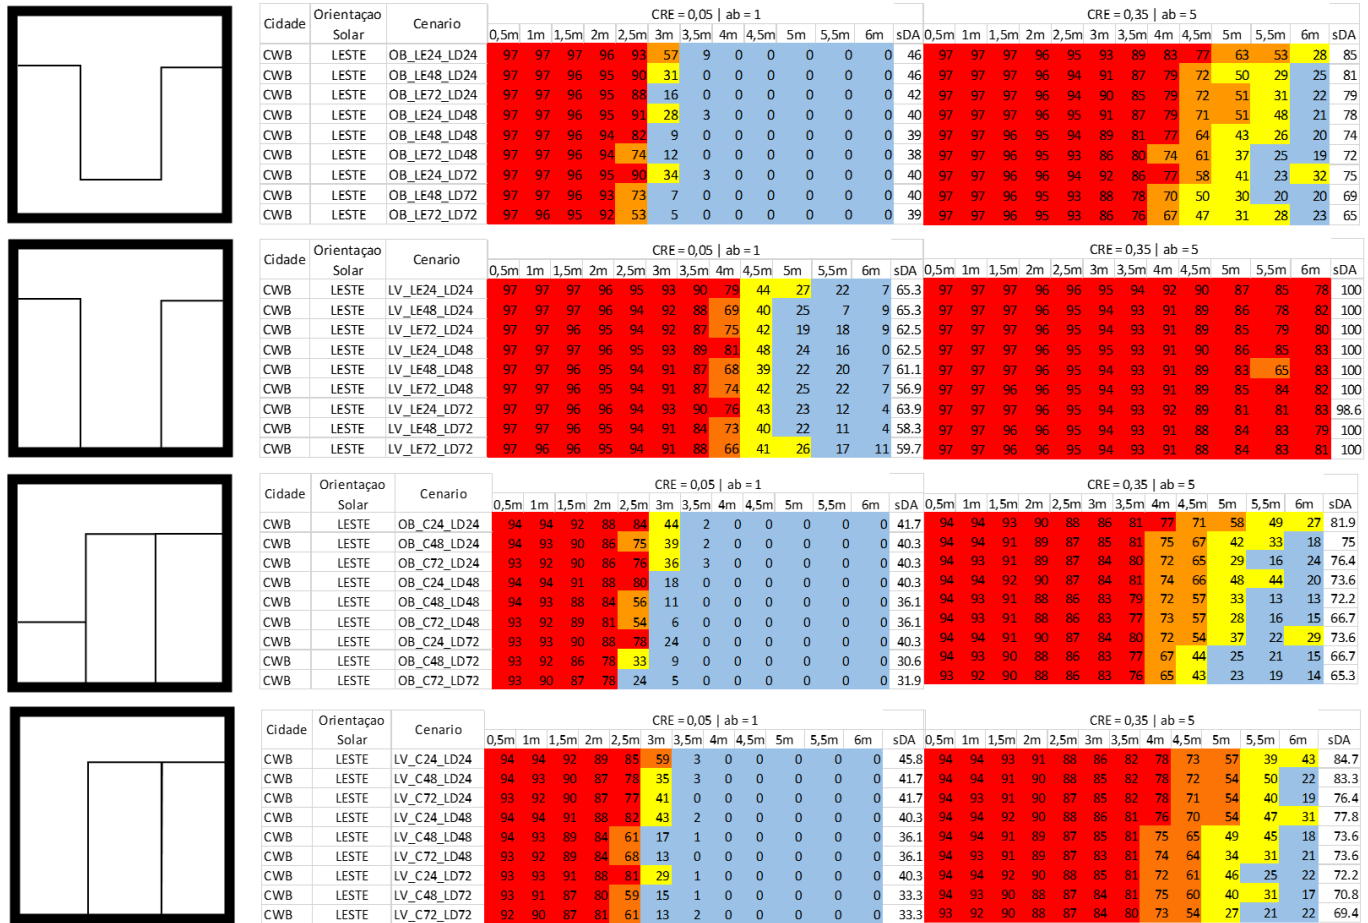 Orientaçao CRE = 0,05 | ab = 1 CRE = 0,35 | ab = 5
Cidade Solar Cenario 0,5m 1m 1,5m 2m 2,5m 3m 3,5m 4m 4,5m 5m 5,5m 6m sDA 0,5m 1m 1,5m 2m 2,5m 3m 3,5m 4m 4,5m 5m 5,5m 6m sDA
CWB LESTE OB_LE24_LD24 97 97 97 96 93 57 9 0 0 0 0 0 46 97 97 97 96 95 93 89 83 77 63 53 28 85
CWB LESTE OB_LE48_LD24 97 97 96 95 90 31 0 0 0 0 0 0 46 97 97 97 96 94 91 87 79 72 50 29 25 81
CWB LESTE OB_LE72_LD24 97 97 96 95 88 16 0 0 0 0 0 0 42 97 97 97 96 94 90 85 79 72 51 31 22 79
CWB LESTE OB_LE24_LD48 97 97 96 95 91 28 3 0 0 0 0 0 40 97 97 97 96 95 91 87 79 71 51 48 21 78
CWB LESTE OB_LE48_LD48 97 97 96 94 82 9 0 0 0 0 0 0 39 97 97 96 96 94 89 81 77 64 43 26 20 74
CWB LESTE OB_LE72_LD48 97 97 96 94 74 12 0 0 0 0 0 0 38 97 97 96 95 93 86 80 74 61 37 25 19 72
CWB LESTE OB_LE24_LD72 97 97 96 95 90 34 3 0 0 0 0 0 40 97 97 96 96 94 92 86 77 58 41 23 32 75
CWB LESTE OB_LE48_LD72 97 97 96 93 73 7 0 0 0 0 0 0 40 97 97 96 95 93 88 78 70 50 30 20 20 69
CWB LESTE OB_LE72_LD72 97 96 95 92 53 5 0 0 0 0 0 0 39 97 97 96 95 93 86 76 67 47 31 28 23 65
Orientaçao CRE = 0,05 | ab = 1 CRE = 0,35 | ab = 5
Cidade Solar Cenario 0,5m 1m 1,5m 2m 2,5m 3m 3,5m 4m 4,5m 5m 5,5m 6m sDA 0,5m 1m 1,5m 2m 2,5m 3m 3,5m 4m 4,5m 5m 5,5m 6m sDA
CWB LESTE LV_LE24_LD24 97 97 97 96 95 93 90 79 44 27 22 7 65.3 97 97 97 96 96 95 94 92 90 87 85 78 100
CWB LESTE LV_LE48_LD24 97 97 96 95 94 92 88 69 40 25 7 9 65.3 97 97 97 96 95 94 93 91 89 86 78 82 100
CWB LESTE LV_LE72_LD24 97 97 96 95 94 92 87 75 42 19 18 9 62.5 97 97 97 96 95 94 93 91 89 85 79 80 100
CWB LESTE LV_LE24_LD48 97 97 97 96 95 93 89 81 48 24 16 0 62.5 97 97 97 96 95 95 93 91 90 86 85 83 100
CWB LESTE LV_LE48_LD48 97 97 96 95 94 91 87 68 39 22 20 7 61.1 97 97 97 96 95 94 93 91 89 83 65 83 100
CWB LESTE LV_LE72_LD48 97 97 96 95 94 91 87 74 42 25 22 7 56.9 97 97 97 96 95 94 93 91 89 85 84 82 100
CWB LESTE LV_LE24_LD72 97 97 96 96 94 93 90 76 43 23 12 4 63.9 97 97 97 96 95 94 93 92 89 81 81 83 98.6
CWB LESTE LV_LE48_LD72 97 97 96 95 94 91 84 73 40 22 11 4 58.3 97 97 97 96 95 94 93 91 88 84 83 79 100
CWB LESTE LV_LE72_LD72 97 96 96 95 94 91 88 66 41 26 17 11 59.7 97 97 97 96 95 94 93 91 88 84 83 81 100
Orientaçao CRE = 0,05 | ab = 1 CRE = 0,35 | ab = 5
Cidade Solar Cenario 0,5m 1m 1,5m 2m 2,5m 3m 3,5m 4m 4,5m 5m 5,5m 6m sDA 0,5m 1m 1,5m 2m 2,5m 3m 3,5m 4m 4,5m 5m 5,5m 6m sDA
CWB LESTE OB_C24_LD24 94 94 92 88 84 44 2 0 0 0 0 0 41.7 94 94 93 90 88 86 81 77 71 58 49 27 81.9
CWB LESTE OB_C48_LD24 94 93 90 86 75 39 2 0 0 0 0 0 40.3 94 94 91 89 87 85 81 75 67 42 33 18 75
CWB LESTE OB_C72_LD24 93 92 90 86 76 36 3 0 0 0 0 0 40.3 94 93 91 89 87 84 80 72 65 29 16 24 76.4
CWB LESTE OB_C24_LD48 94 94 91 88 80 18 0 0 0 0 0 0 40.3 94 94 92 90 87 84 81 74 66 48 44 20 73.6
CWB LESTE OB_C48_LD48 94 93 88 84 56 11 0 0 0 0 0 0 36.1 94 93 91 88 86 83 79 72 57 33 13 13 72.2
CWB LESTE OB_C72_LD48 93 92 89 81 54 6 0 0 0 0 0 0 36.1 94 93 91 88 86 83 77 73 57 28 16 15 66.7
CWB LESTE OB_C24_LD72 93 93 90 88 78 24 0 0 0 0 0 0 40.3 94 94 91 90 87 84 80 72 54 37 22 29 73.6
CWB LESTE OB_C48_LD72 93 92 86 78 33 9 0 0 0 0 0 0 30.6 94 93 90 88 86 83 77 67 44 25 21 15 66.7
CWB LESTE OB_C72_LD72 93 90 87 78 24 5 0 0 0 0 0 0 31.9 93 92 90 88 86 83 76 65 43 23 19 14 65.3
Orientaçao CRE = 0,05 | ab = 1 CRE = 0,35 | ab = 5
Cidade Solar Cenario 0,5m 1m 1,5m 2m 2,5m 3m 3,5m 4m 4,5m 5m 5,5m 6m sDA 0,5m 1m 1,5m 2m 2,5m 3m 3,5m 4m 4,5m 5m 5,5m 6m sDA
CWB LESTE LV_C24_LD24 94 94 92 89 85 59 3 0 0 0 0 0 45.8 94 94 93 91 88 86 82 78 73 57 39 43 84.7
CWB LESTE LV_C48_LD24 94 93 90 87 78 35 3 0 0 0 0 0 41.7 94 94 91 90 88 85 82 78 72 54 50 22 83.3
CWB LESTE LV_C72_LD24 93 92 90 87 77 41 0 0 0 0 0 0 41.7 94 93 91 90 87 85 82 78 71 54 40 19 76.4
CWB LESTE LV_C24_LD48 94 94 91 88 82 43 2 0 0 0 0 0 40.3 94 94 92 90 88 86 81 76 70 54 47 31 77.8
CWB LESTE LV_C48_LD48 94 93 89 84 61 17 1 0 0 0 0 0 36.1 94 94 92 89 87 85 81 75 65 49 45 18 73.6
CWB LESTE LV_C72_LD48 93 92 89 84 68 13 0 0 0 0 0 0 36.1 94 93 91 89 87 83 81 74 64 34 31 21 73.6
CWB LESTE LV_C24_LD72 93 93 91 88 81 29 1 0 0 0 0 0 40.3 94 94 92 90 88 85 81 72 61 46 25 22 72.2
CWB LESTE LV_C48_LD72 93 91 87 80 59 15 1 0 0 0 0 0 33.3 94 93 90 88 87 84 81 75 60 40 31 17 70.8
CWB LESTE LV_C72_LD72 92 90 87 81 61 13 2 0 0 0 0 0 33.3 93 92 90 88 87 84 80 73 54 27 21 22 69.4